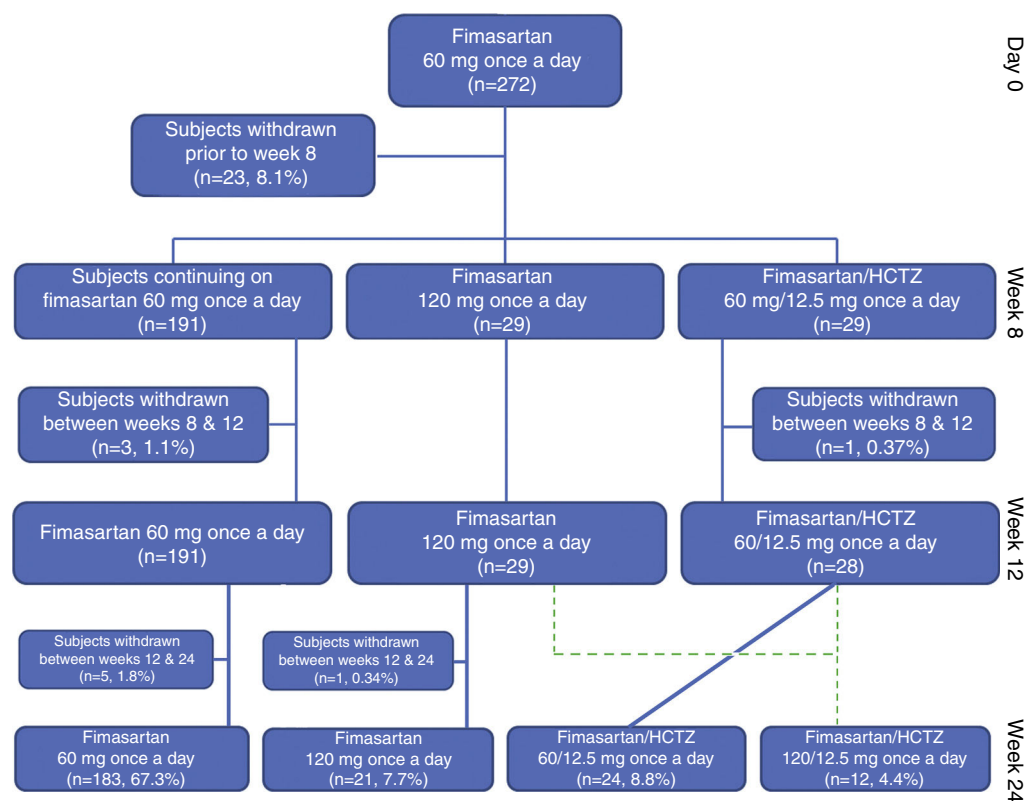 Fimasartan
60 mg once a day
(n=272)
Day 0
Subjects withdrawn
prior to week 8
(n=23, 8.1%)
Subjects continuing on
fimasartan 60 mg once a day
(n=191)
Fimasartan
120 mg once a day
(n=29)
Fimasartan/HCTZ
60 mg/12.5 mg once a day
(n=29)
Week 8
Subjects withdrawn
between weeks 8 & 12
(n=3, 1.1%)
Subjects withdrawn
between weeks 8 & 12
(n=1, 0.37%)
Fimasartan 60 mg once a day
(n=191)
Fimasartan
120 mg once a day
(n=29)
Fimasartan/HCTZ
60/12.5 mg once a day
(n=28)
Week 12
Subjects withdrawn
between weeks 12 & 24
(n=5, 1.8%)
Subjects withdrawn
between weeks 12 & 24
(n=1, 0.34%)
Fimasartan
60 mg once a day
(n=183, 67.3%)
Fimasartan
120 mg once a day
(n=21, 7.7%)
Fimasartan/HCTZ
60/12.5 mg once a day
(n=24, 8.8%)
Fimasartan/HCTZ
120/12.5 mg once a day
(n=12, 4.4%)
Week 24